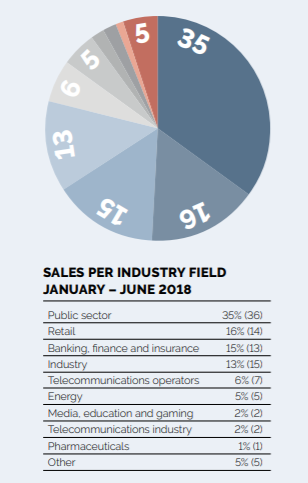 5
35
5
6
13
15
16
SALES PER INDUSTRY FIELD
JANUARY – JUNE 2018
Public sector 35% (36)
Retail 16% (14)
Banking, finance and insurance 15% (13)
Industry 13% (15)
Telecommunications operators 6% (7)
Energy 5% (5)
Media, education and gaming 2% (2)
Telecommunications industry 2% (2)
Pharmaceuticals 1% (1)
Other 5% (5)